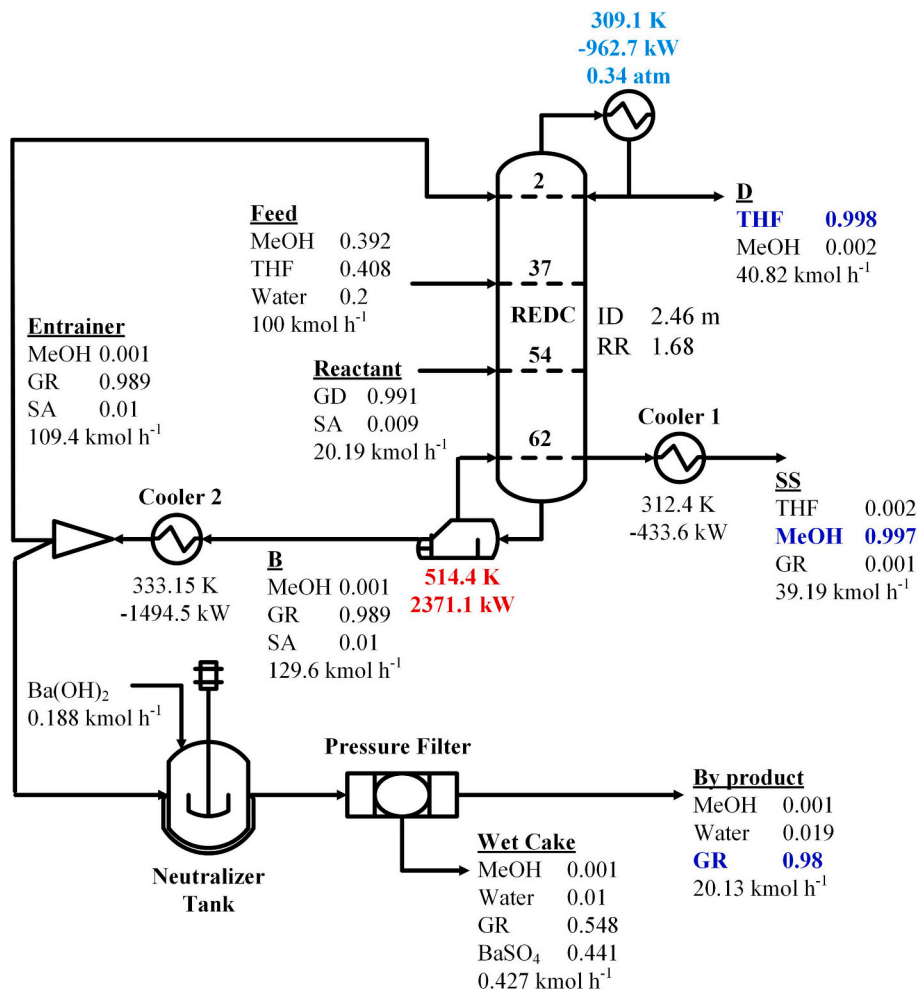 309.1 K
-962.7 kW
0.34 atm
2
D
THF 0.998
MeOH 0.002
40.82 kmol h⁻¹
Feed
MeOH 0.392
THF 0.408
Water 0.2
100 kmol h⁻¹
37
REDC
ID 2.46 m
RR 1.68
Entrainer
MeOH 0.001
GR 0.989
SA 0.01
109.4 kmol h⁻¹
Reactant
GD 0.991
SA 0.009
20.19 kmol h⁻¹
54
62
Cooler 1
312.4 K
-433.6 kW
SS
THF 0.002
MeOH 0.997
GR 0.001
39.19 kmol h⁻¹
Cooler 2
333.15 K
-1494.5 kW
B
MeOH 0.001
GR 0.989
SA 0.01
129.6 kmol h⁻¹
514.4 K
2371.1 kW
Ba(OH)₂
0.188 kmol h⁻¹
Neutralizer
Tank
Pressure Filter
Wet Cake
MeOH 0.001
Water 0.01
GR 0.548
BaSO₄ 0.441
0.427 kmol h⁻¹
By product
MeOH 0.001
Water 0.019
GR 0.98
20.13 kmol h⁻¹